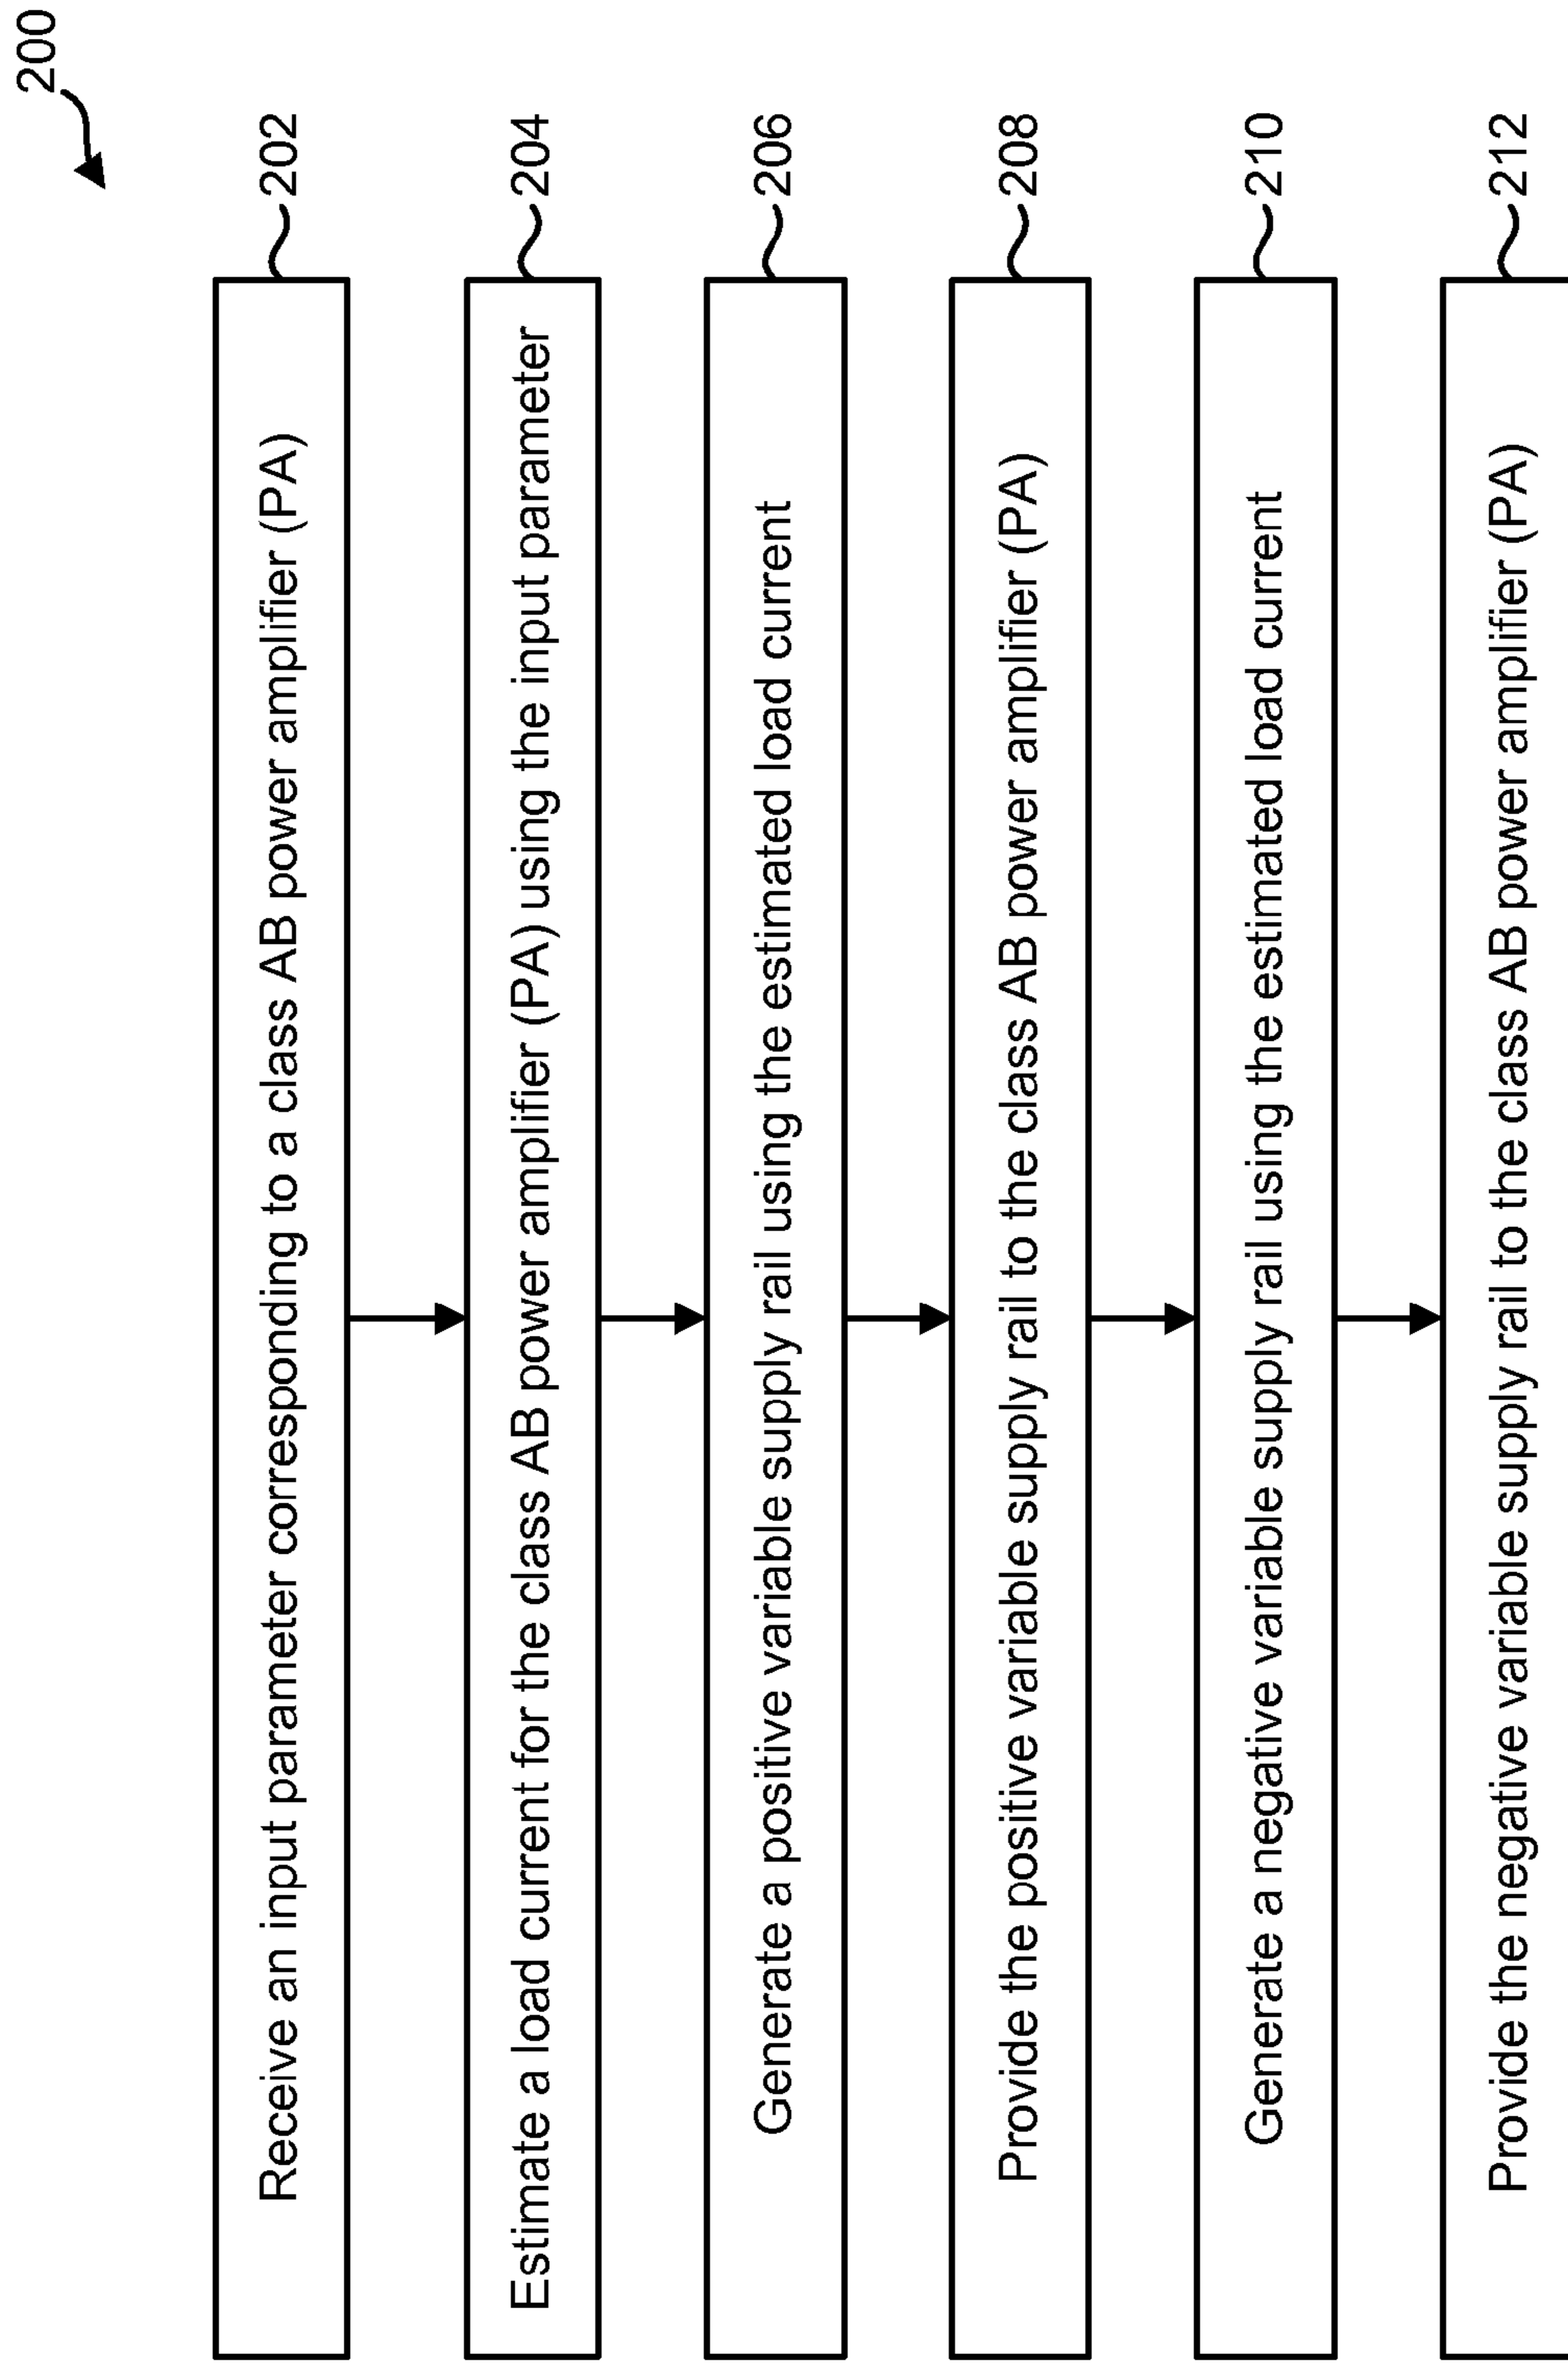 200
Receive an input parameter corresponding to a class AB power amplifier (PA)
202
Estimate a load current for the class AB power amplifier (PA) using the input parameter
204
Generate a positive variable supply rail using the estimated load current
206
Provide the positive variable supply rail to the class AB power amplifier (PA)
208
Generate a negative variable supply rail using the estimated load current
210
Provide the negative variable supply rail to the class AB power amplifier (PA)
212